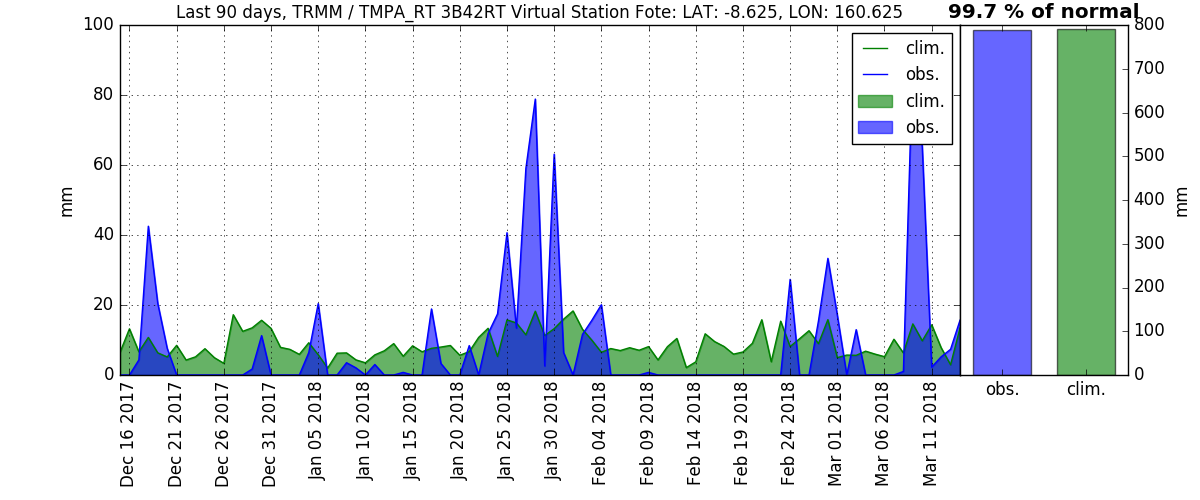 Last 90 days, TRMM / TMPA_RT 3B42RT Virtual Station Fote: LAT: -8.625, LON: 160.625
99.7 % of normal
mm
100
80
60
40
20
0
clim.
obs.
clim.
obs.
800
700
600
500
400
300
200
100
0
mm
Dec 16 2017
Dec 21 2017
Dec 26 2017
Dec 31 2017
Jan 05 2018
Jan 10 2018
Jan 15 2018
Jan 20 2018
Jan 25 2018
Jan 30 2018
Feb 04 2018
Feb 09 2018
Feb 14 2018
Feb 19 2018
Feb 24 2018
Mar 01 2018
Mar 06 2018
Mar 11 2018
obs.
clim.